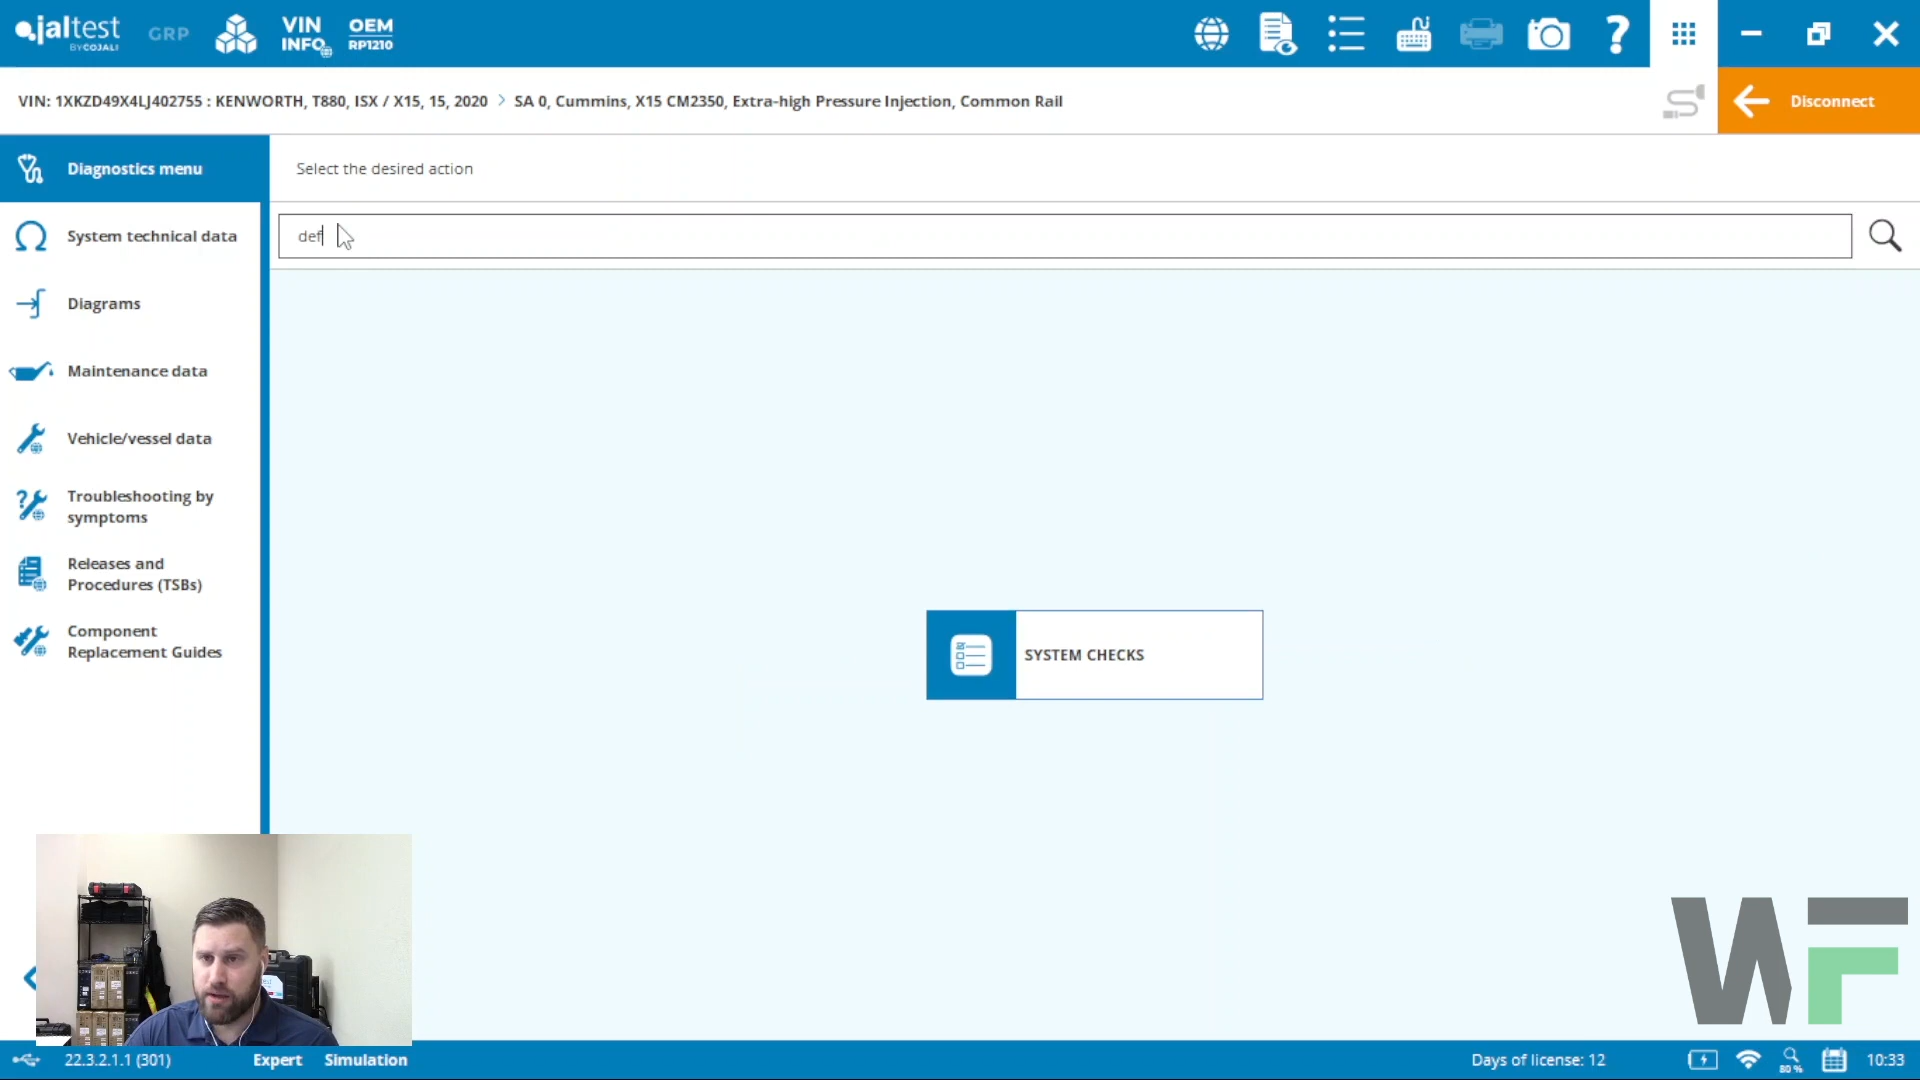 jaltest
BY COJALI
GRP
VIN
INFO
OEM
RP1210
VIN: 1XKZD49X4LJ402755 : KENWORTH, T880, ISX / X15, 15, 2020 > SA 0, Cummins, X15 CM2350, Extra-high Pressure Injection, Common Rail
Disconnect
Diagnostics menu
Select the desired action
System technical data
def
Diagrams
Maintenance data
Vehicle/vessel data
Troubleshooting by
symptoms
Releases and
Procedures (TSBs)
Component
Replacement Guides
SYSTEM CHECKS
WF
22.3.2.1.1 (301)
Expert
Simulation
Days of license: 12
80 %
10:33